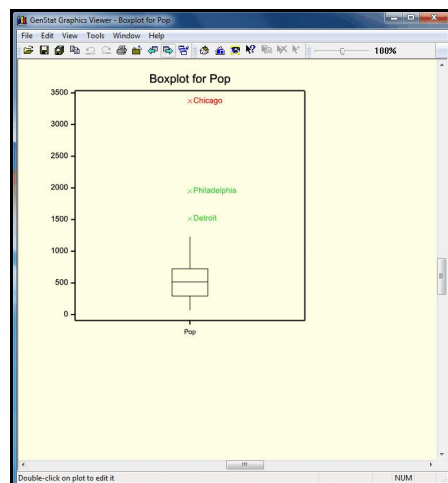 GenStat Graphics Viewer - Boxplot for Pop
File Edit View Tools Window Help
100%
Boxplot for Pop
3500
Chicago
3000
2500
2000
Philadelphia
1500
Detroit
1000
500
0
Pop
Double-click on plot to edit it
NUM